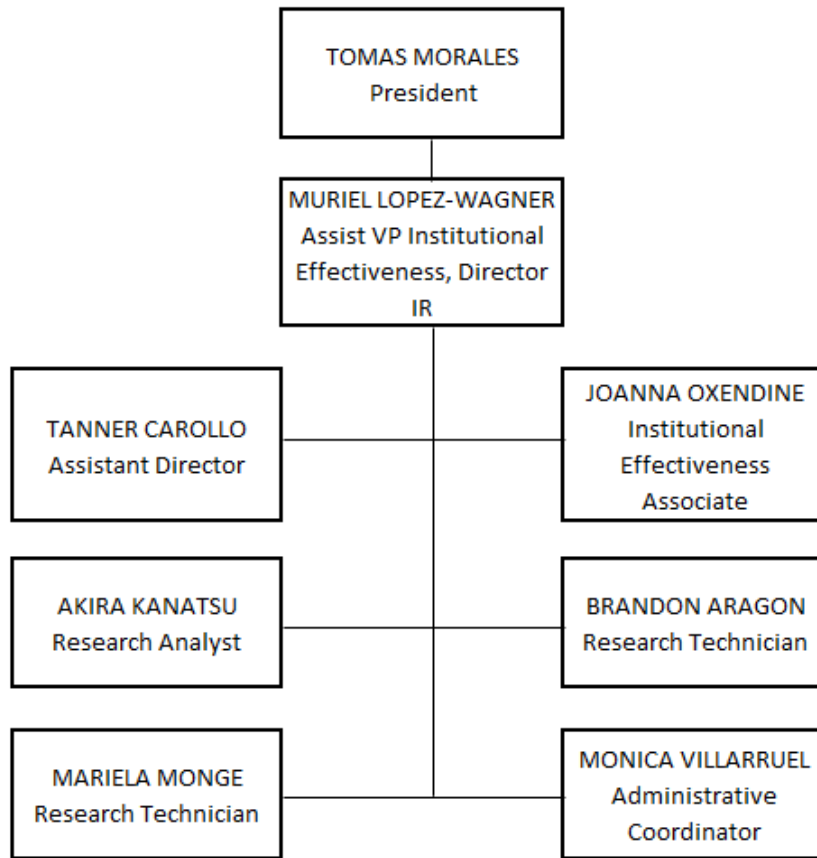 TOMAS MORALES
President
MURIEL LOPEZ-WAGNER
Assist VP Institutional
Effectiveness, Director
IR
TANNER CAROLLO
Assistant Director
JOANNA OXENDINE
Institutional
Effectiveness
Associate
AKIRA KANATSU
Research Analyst
BRANDON ARAGON
Research Technician
MARIELA MONGE
Research Technician
MONICA VILLARRUEL
Administrative
Coordinator